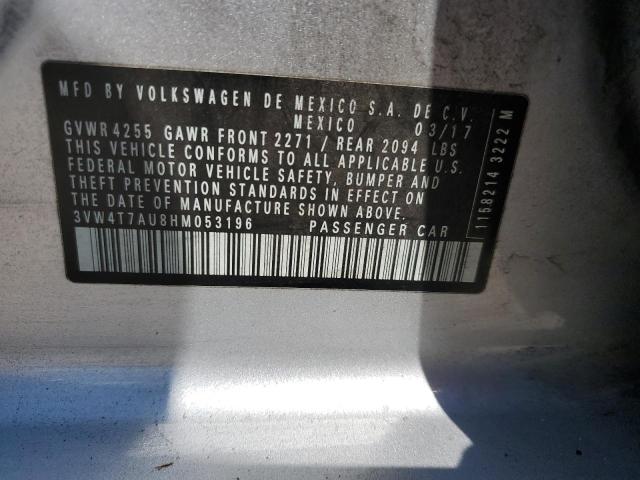 MFD BY VOLKSWAGEN DE MEXICO S.A. DE C.V.
MEXICO 03/17
GVWR 4255 GAWR FRONT 2271 / REAR 2094 LBS
THIS VEHICLE CONFORMS TO ALL APPLICABLE U.S.
FEDERAL MOTOR VEHICLE SAFETY, BUMPER AND
THEFT PREVENTION STANDARDS IN EFFECT ON
THE DATE OF MANUFACTURE SHOWN ABOVE.
3VW4T7AU8HM053196 PASSENGER CAR
1158214 3222 M